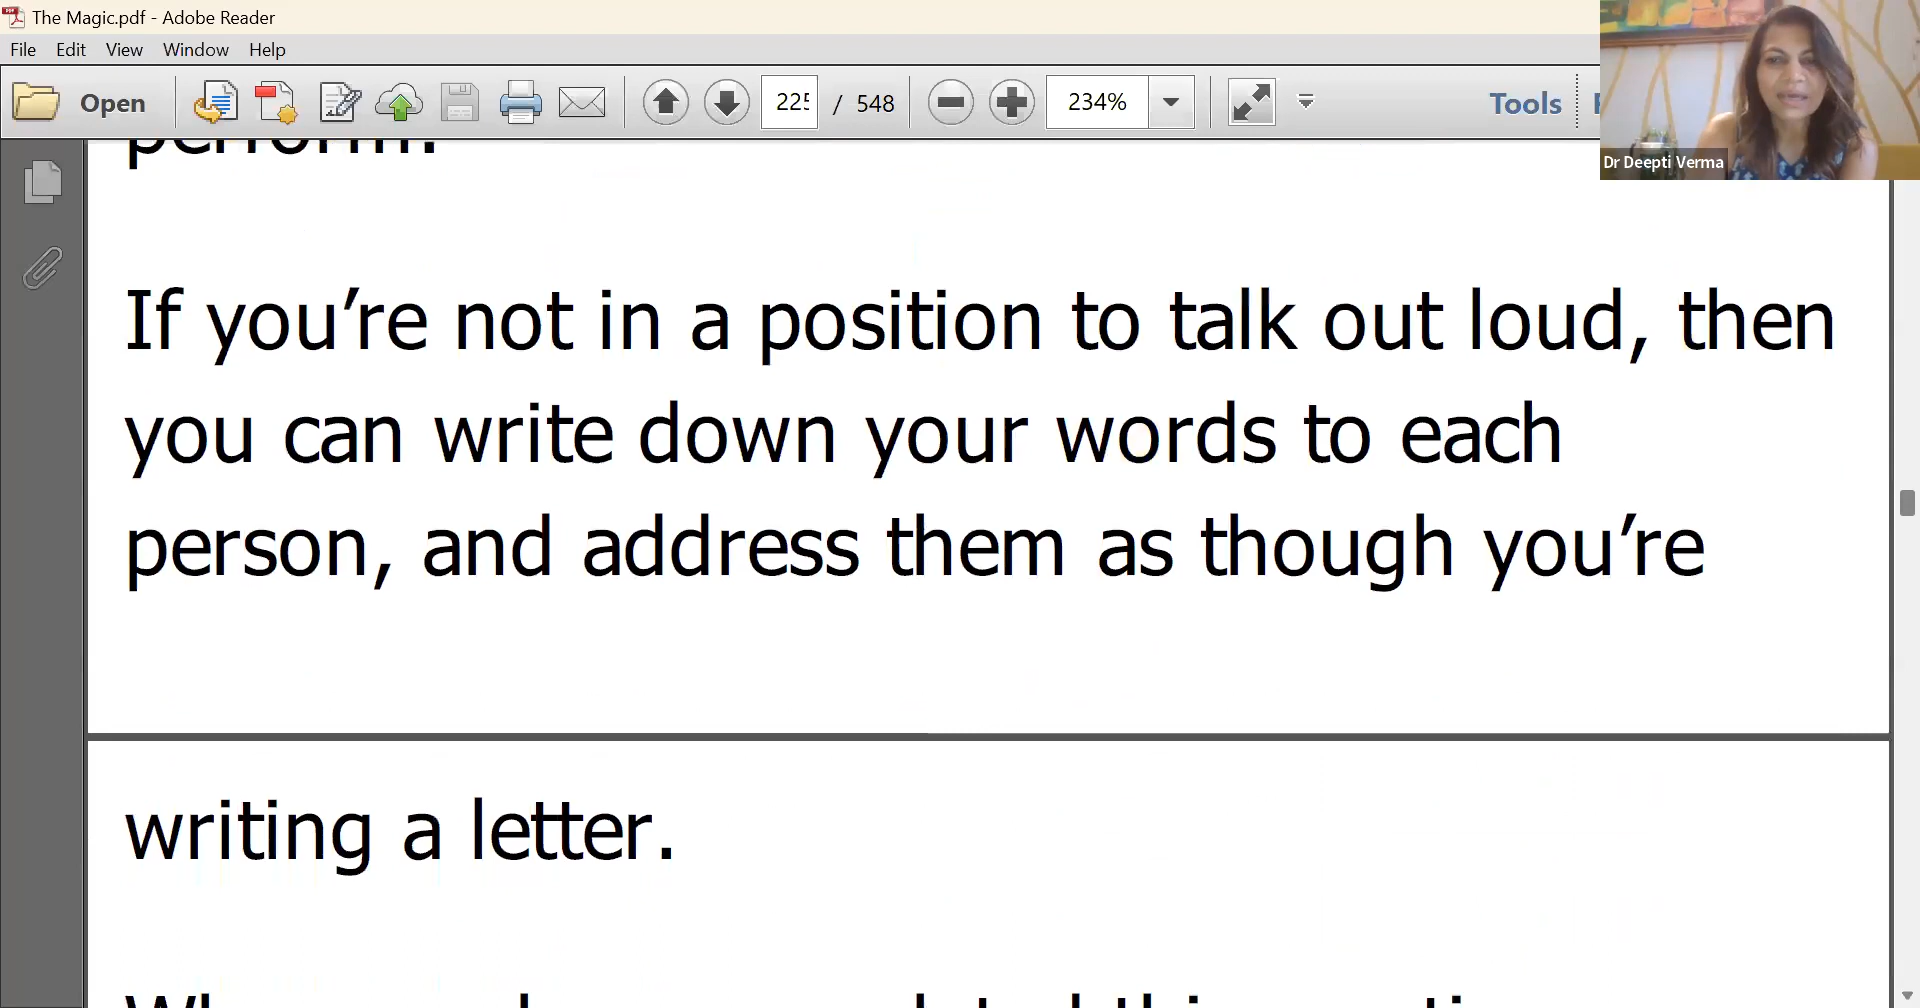 The Magic.pdf - Adobe Reader
File Edit View Window Help
Open 225 / 548 234% Tools
Dr Deepti Verma
perform.
If you’re not in a position to talk out loud, then
you can write down your words to each
person, and address them as though you’re
writing a letter.